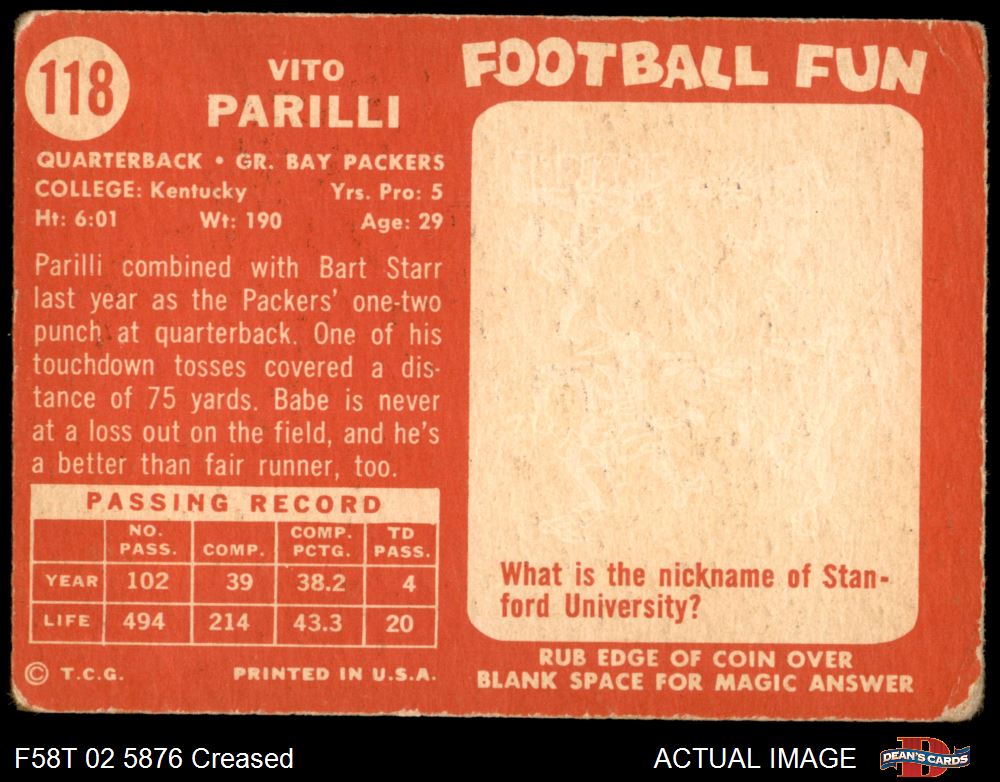 118
VITO
PARILLI
QUARTERBACK • GR. BAY PACKERS
COLLEGE: Kentucky Yrs. Pro: 5
Ht: 6:01 Wt: 190 Age: 29
Parilli combined with Bart Starr
last year as the Packers' one-two
punch at quarterback. One of his
touchdown tosses covered a dis-
tance of 75 yards. Babe is never
at a loss out on the field, and he's
a better than fair runner, too.
PASSING RECORD
NO. PASS. COMP. COMP. PCTG. TD PASS.
YEAR 102 39 38.2 4
LIFE 494 214 43.3 20
© T.C.G. PRINTED IN U.S.A.
FOOTBALL FUN
What is the nickname of Stan-
ford University?
RUB EDGE OF COIN OVER
BLANK SPACE FOR MAGIC ANSWER
F58T 02 5876 Creased
ACTUAL IMAGE
D
DEAN'S CARDS